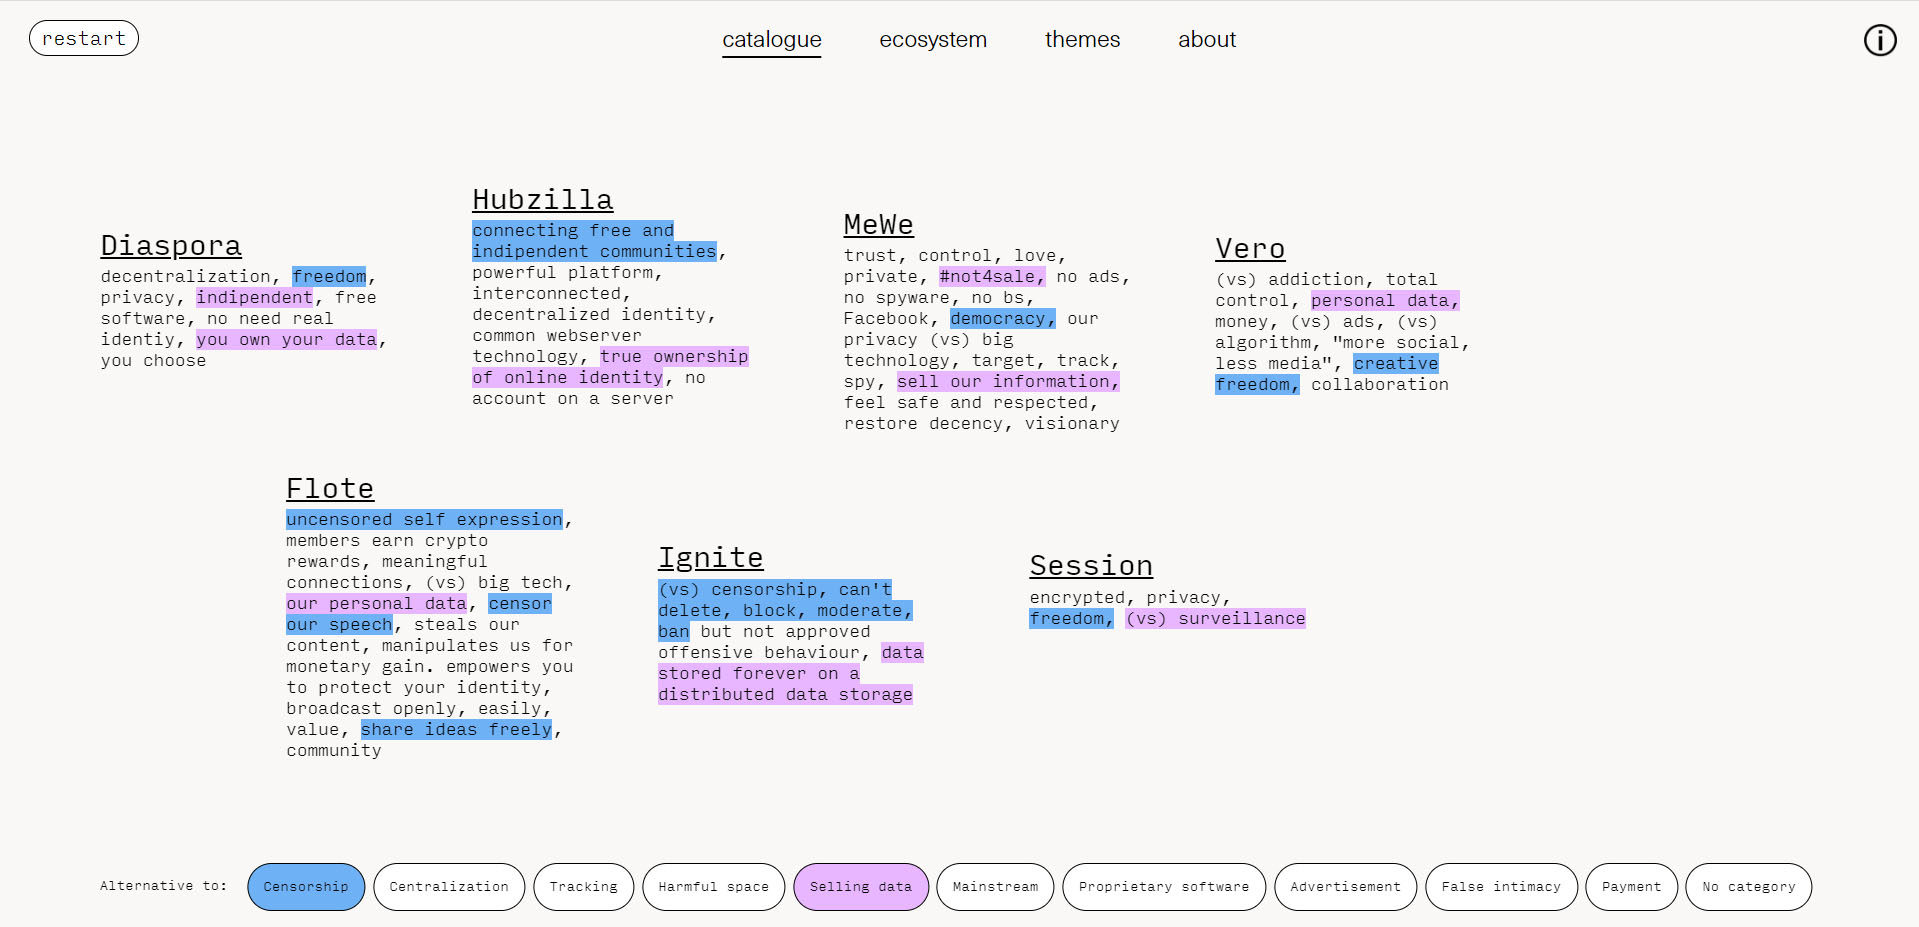 restart
catalogue
ecosystem
themes
about
Diaspora
decentralization, freedom,
privacy, indipendent, free
software, no need real
identiy, you own your data,
you choose
Hubzilla
connecting free and
indipendent communities,
powerful platform,
interconnected,
decentralized identity,
common webserver
technology, true ownership
of online identity, no
account on a server
MeWe
trust, control, love,
private, #not4sale, no ads,
no spyware, no bs,
Facebook, democracy, our
privacy (vs) big
technology, target, track,
spy, sell our information,
feel safe and respected,
restore decency, visionary
Vero
(vs) addiction, total
control, personal data,
money, (vs) ads, (vs)
algorithm, "more social,
less media", creative
freedom, collaboration
Flote
uncensored self expression,
members earn crypto
rewards, meaningful
connections, (vs) big tech,
our personal data, censor
our speech, steals our
content, manipulates us for
monetary gain. empowers you
to protect your identity,
broadcast openly, easily,
value, share ideas freely,
community
Ignite
(vs) censorship, can't
delete, block, moderate,
ban but not approved
offensive behaviour, data
stored forever on a
distributed data storage
Session
encrypted, privacy,
freedom, (vs) surveillance
Alternative to:
Censorship
Centralization
Tracking
Harmful space
Selling data
Mainstream
Proprietary software
Advertisement
False intimacy
Payment
No category